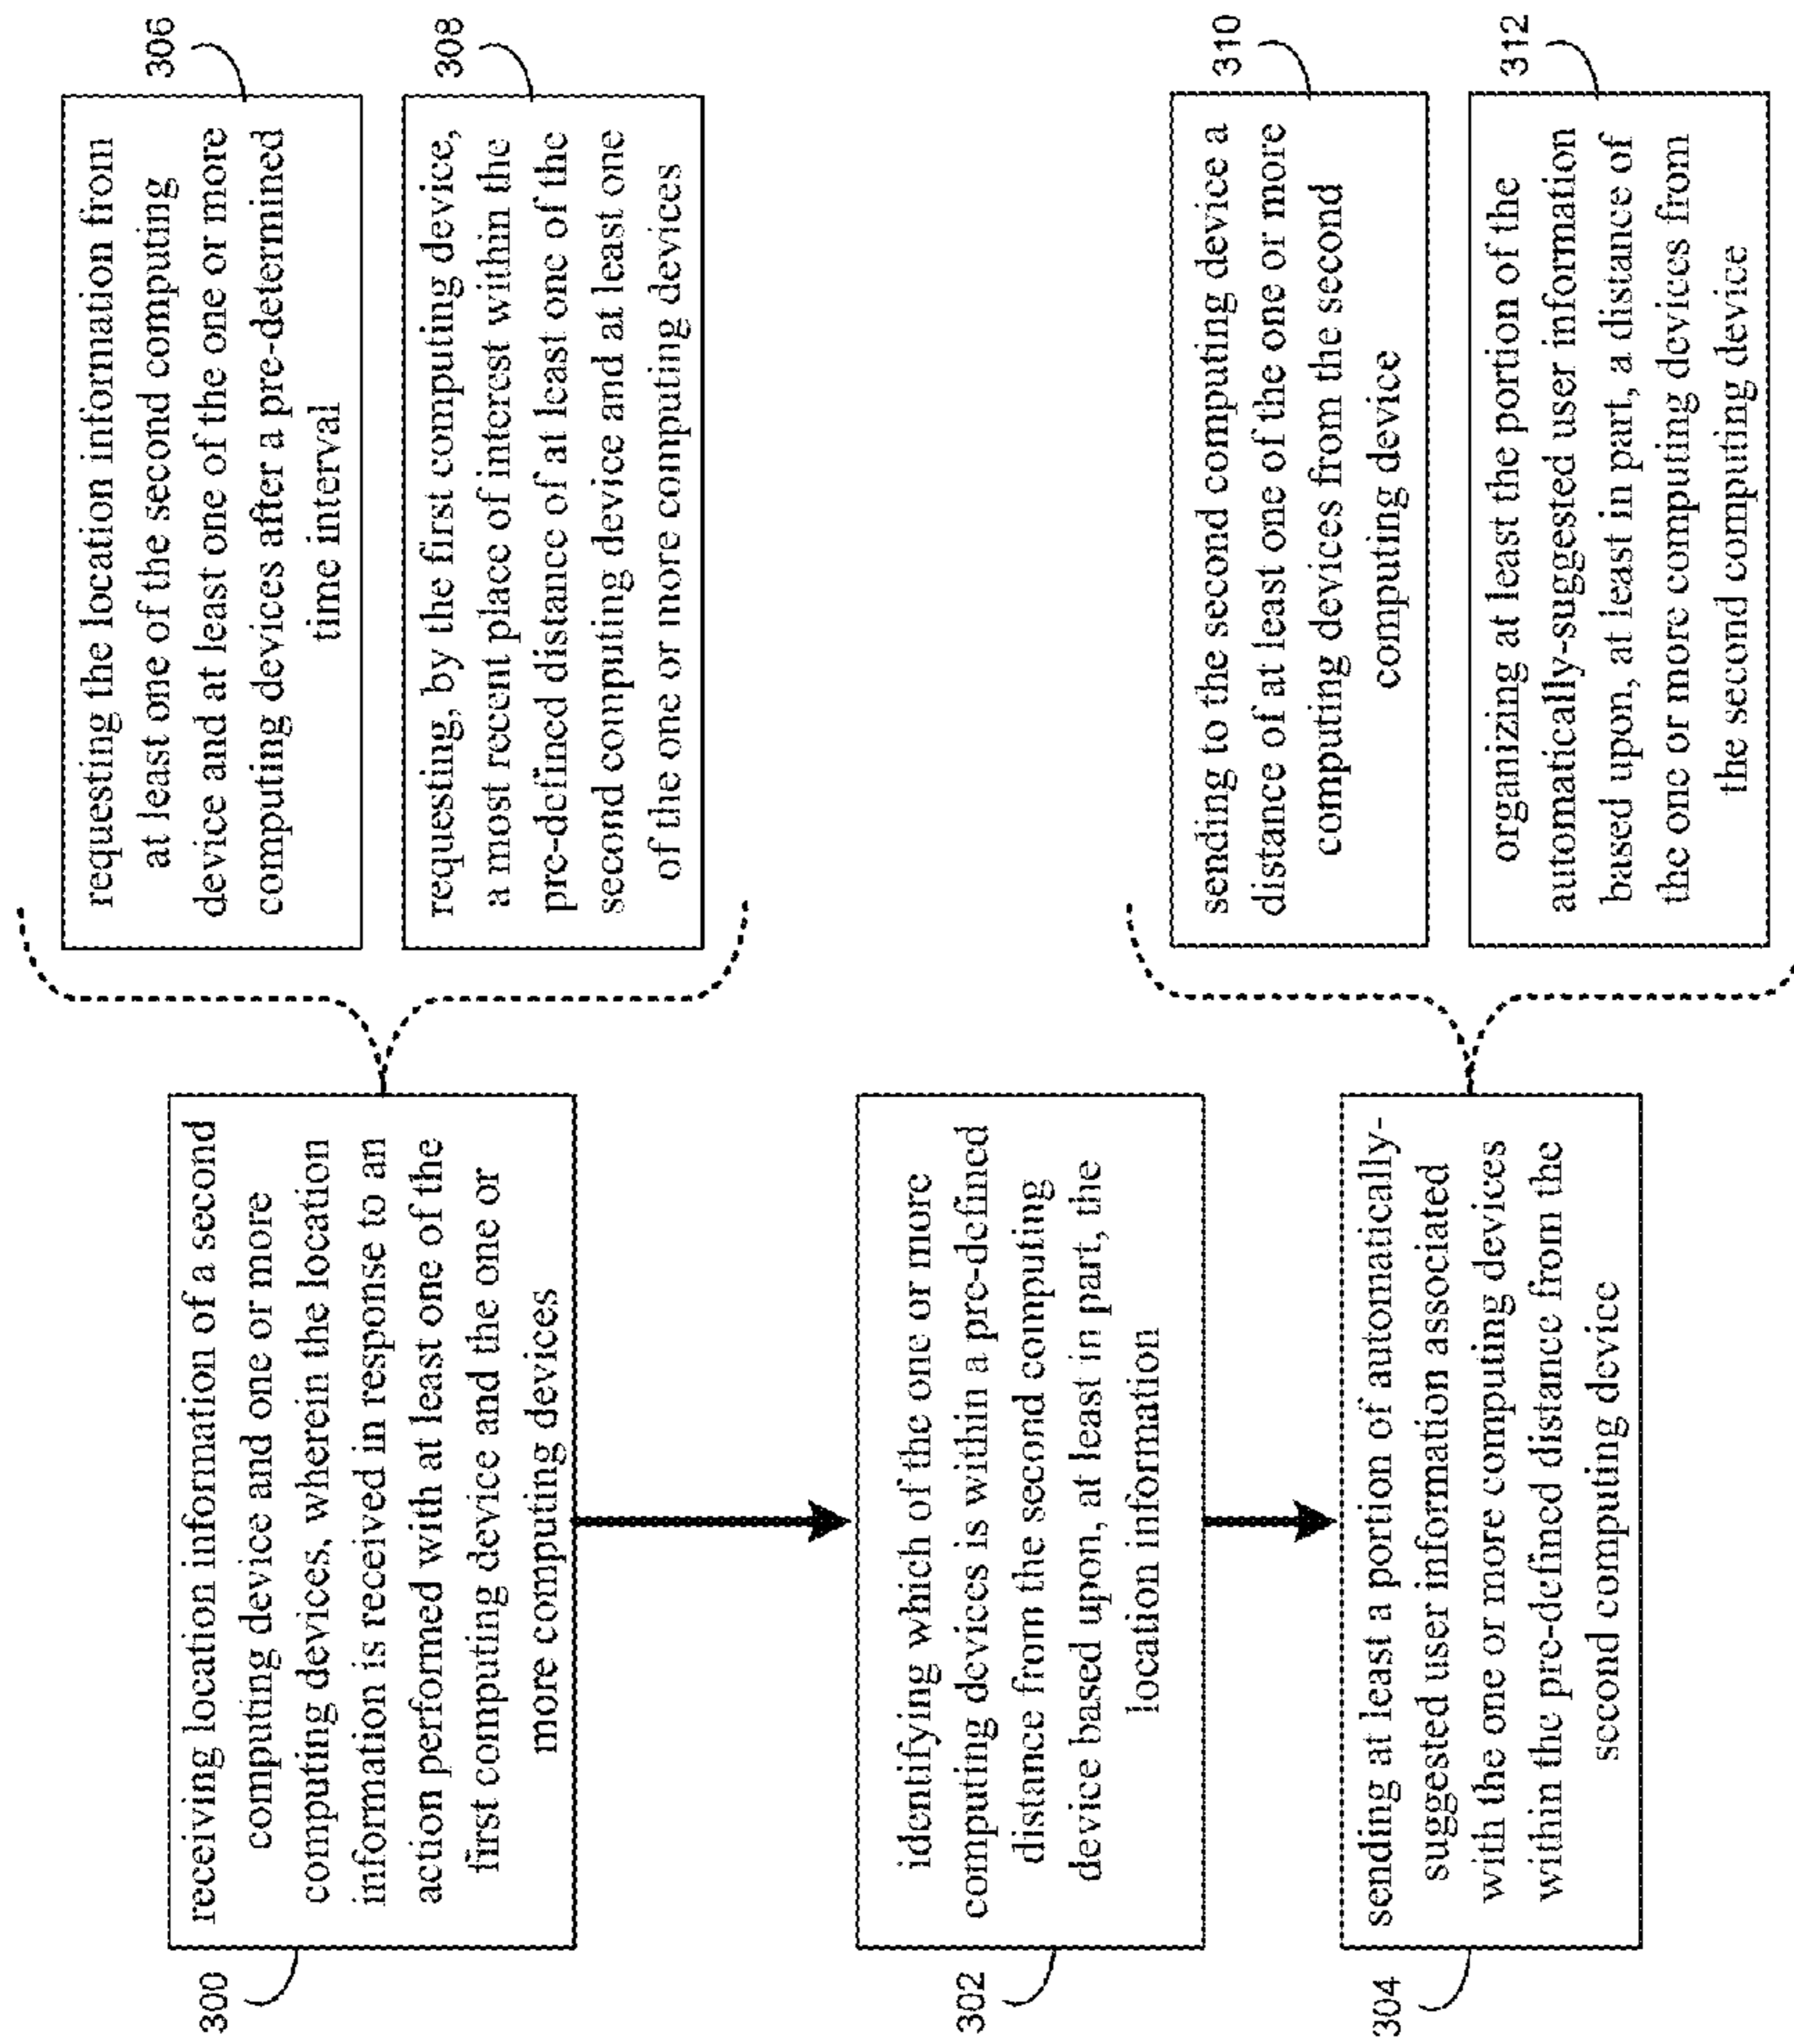 300
receiving location information of a second
computing device and one or more
computing devices, wherein the location
information is received in response to an
action performed with at least one of the
first computing device and the one or
more computing devices
302
identifying which of the one or more
computing devices is within a pre-defined
distance from the second computing
device based upon, at least in part, the
location information
304
sending at least a portion of automatically-
suggested user information associated
with the one or more computing devices
within the pre-defined distance from the
second computing device
306
requesting the location information from
at least one of the second computing
device and at least one of the one or more
computing devices after a pre-determined
time interval
308
requesting, by the first computing device,
a most recent place of interest within the
pre-defined distance of at least one of the
second computing device and at least one
of the one or more computing devices
310
sending to the second computing device a
distance of at least one of the one or more
computing devices from the second
computing device
312
organizing at least the portion of the
automatically-suggested user information
based upon, at least in part, a distance of
the one or more computing devices from
the second computing device